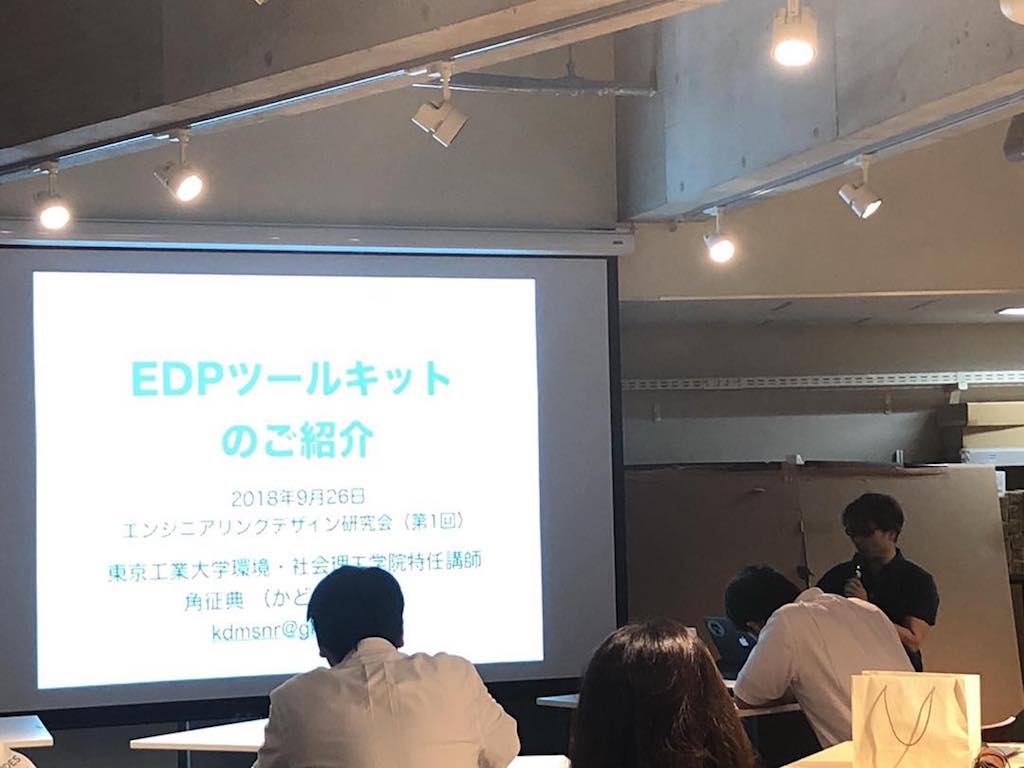 EDPツールキット
のご紹介
2018年9月26日
エンジニアリングデザイン研究会（第1回）
東京工業大学環境・社会理工学院特任講師
角征典 （かど
kdmsnr@g